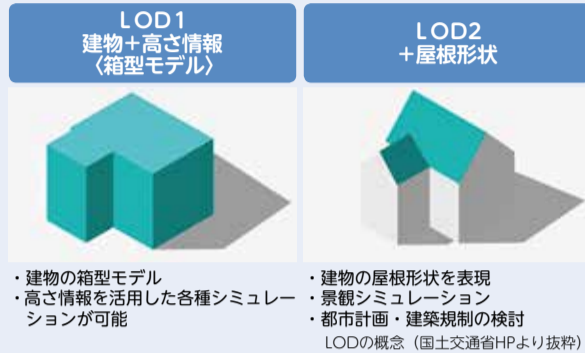 LOD1
建物＋高さ情報
〈箱型モデル〉
LOD2
＋屋根形状
・建物の箱型モデル
・高さ情報を活用した各種シミュレー
ションが可能
・建物の屋根形状を表現
・景観シミュレーション
・都市計画・建築規制の検討
LODの概念（国土交通省HPより抜粋）